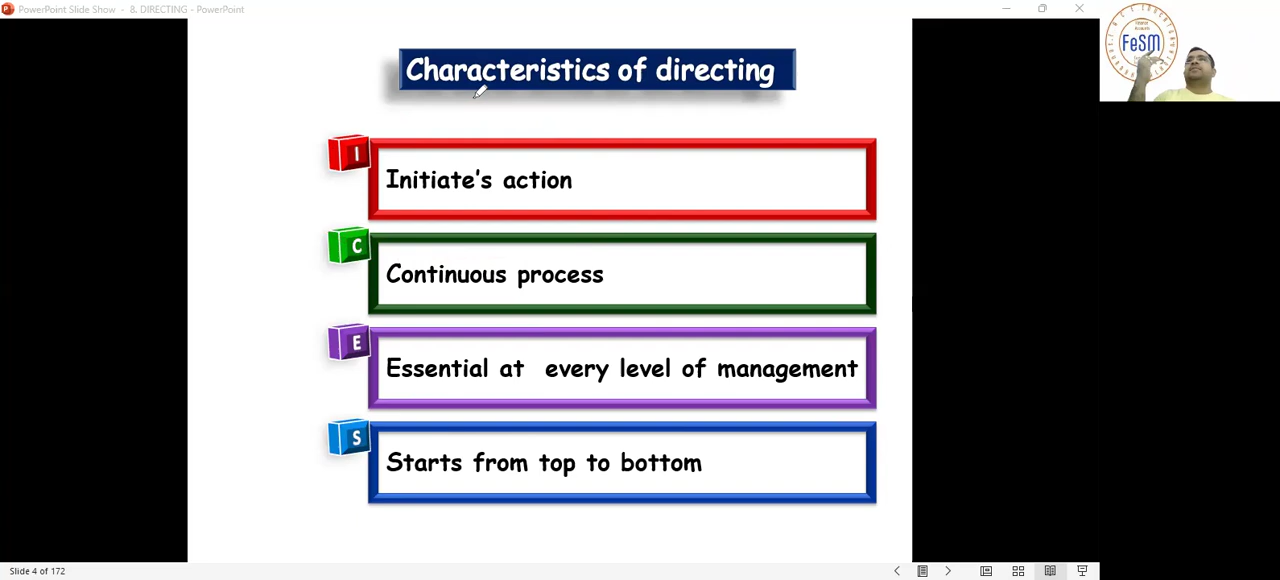 PowerPoint Slide Show - 8. DIRECTING - PowerPoint
FeSM
Characteristics of directing
I
Initiate's action
C
Continuous process
E
Essential at every level of management
S
Starts from top to bottom
Slide 4 of 172